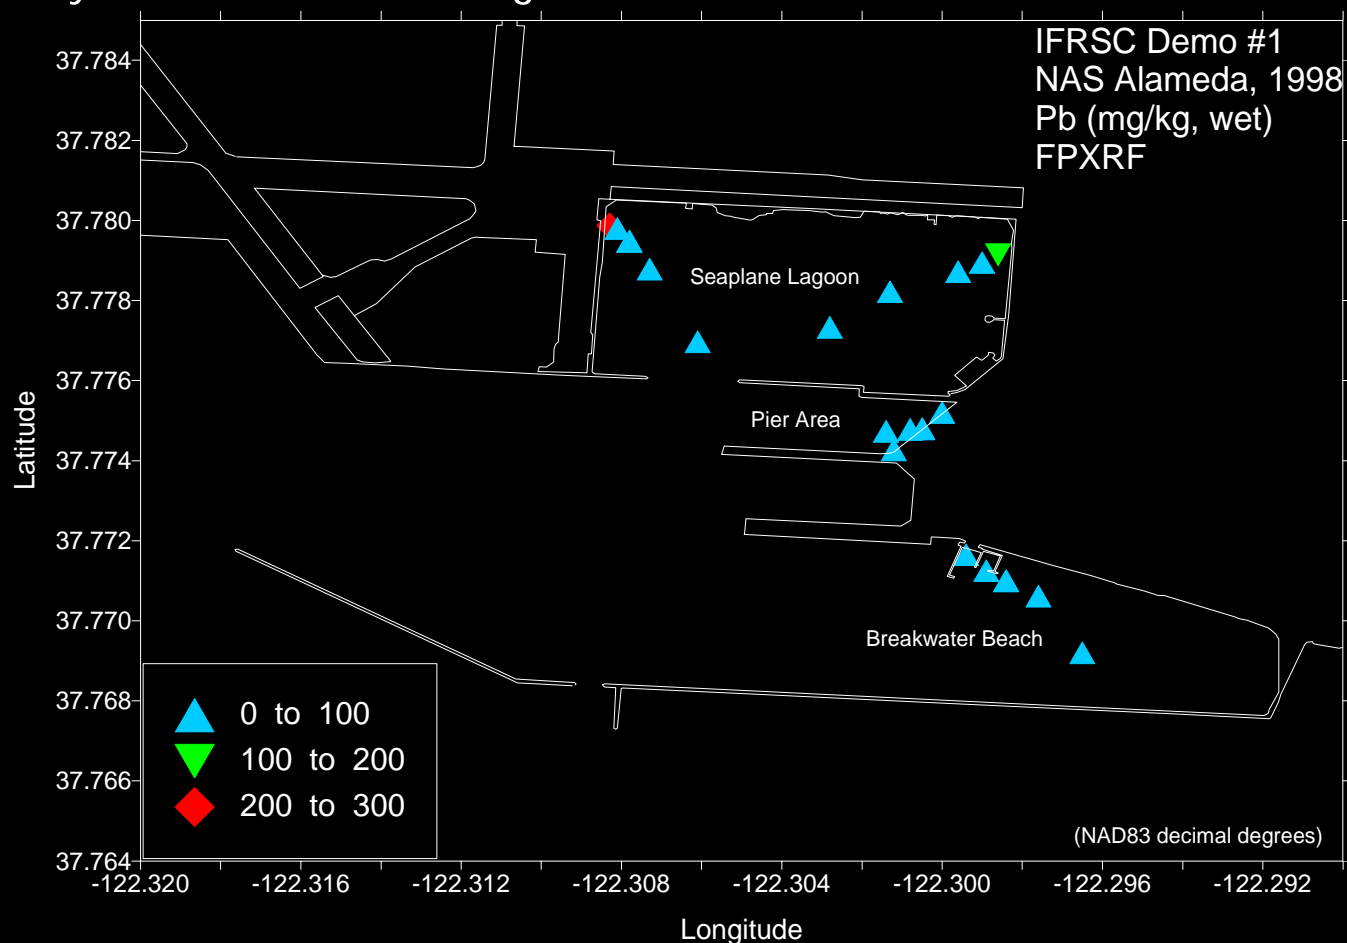 IFRSC Demo #1
NAS Alameda, 1998
Pb (mg/kg, wet)
FPXRF
37.784
37.782
37.780
37.778
37.776
37.774
37.772
37.770
37.768
37.766
37.764
Latitude
Seaplane Lagoon
Pier Area
Breakwater Beach
0 to 100
100 to 200
200 to 300
(NAD83 decimal degrees)
-122.320 -122.316 -122.312 -122.308 -122.304 -122.300 -122.296 -122.292
Longitude